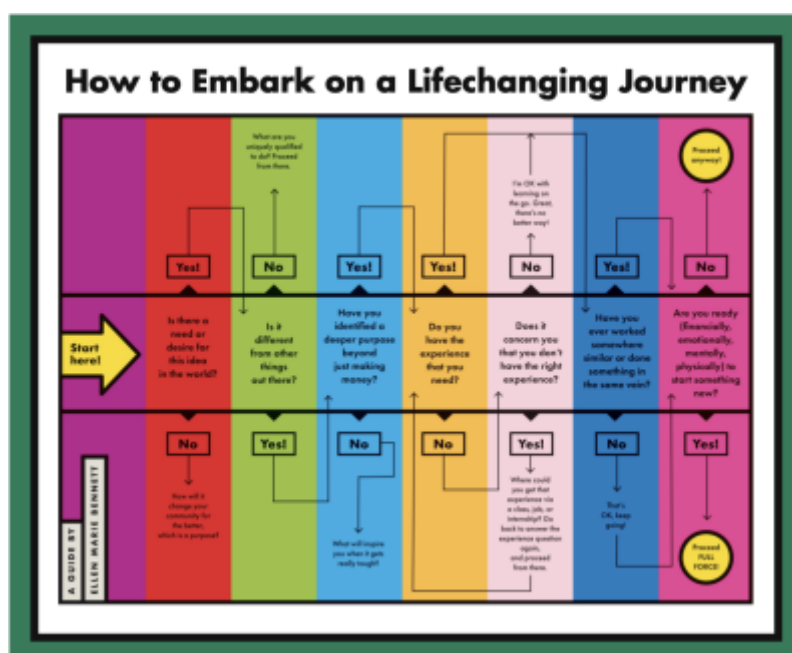 How to Embark on a Lifechanging Journey
Start
here!
What are you
uniquely qualified
to do? Proceed
from there.
I'm OK with
learning on
the go. Great,
there's no
better way!
Proceed
anyway!
Yes!
No
Yes!
Yes!
No
Yes!
No
Is there a
need or
desire for
this idea
in the world?
Is it
different
from other
things
out there?
Have you
identified a
deeper purpose
beyond
just making
money?
Do you
have the
experience
that you
need?
Does it
concern you
that you don't
have the right
experience?
Have you
ever worked
somewhere
similar or done
something in
the same vein?
Are you ready
(financially,
emotionally,
mentally,
physically) to
start something
new?
No
Yes!
No
No
Yes!
No
Yes!
How will it
change your
community for
the better,
which is a purpose?
What will inspire
you when it gets
really tough?
Where could
you get that
experience via
a class, job, or
internship? Go
back to answer the
experience question
again,
and proceed
from there.
That's
OK, keep
going!
Proceed
FULL
FORCE!
A GUIDE BY
ELLEN MARIE BENNETT